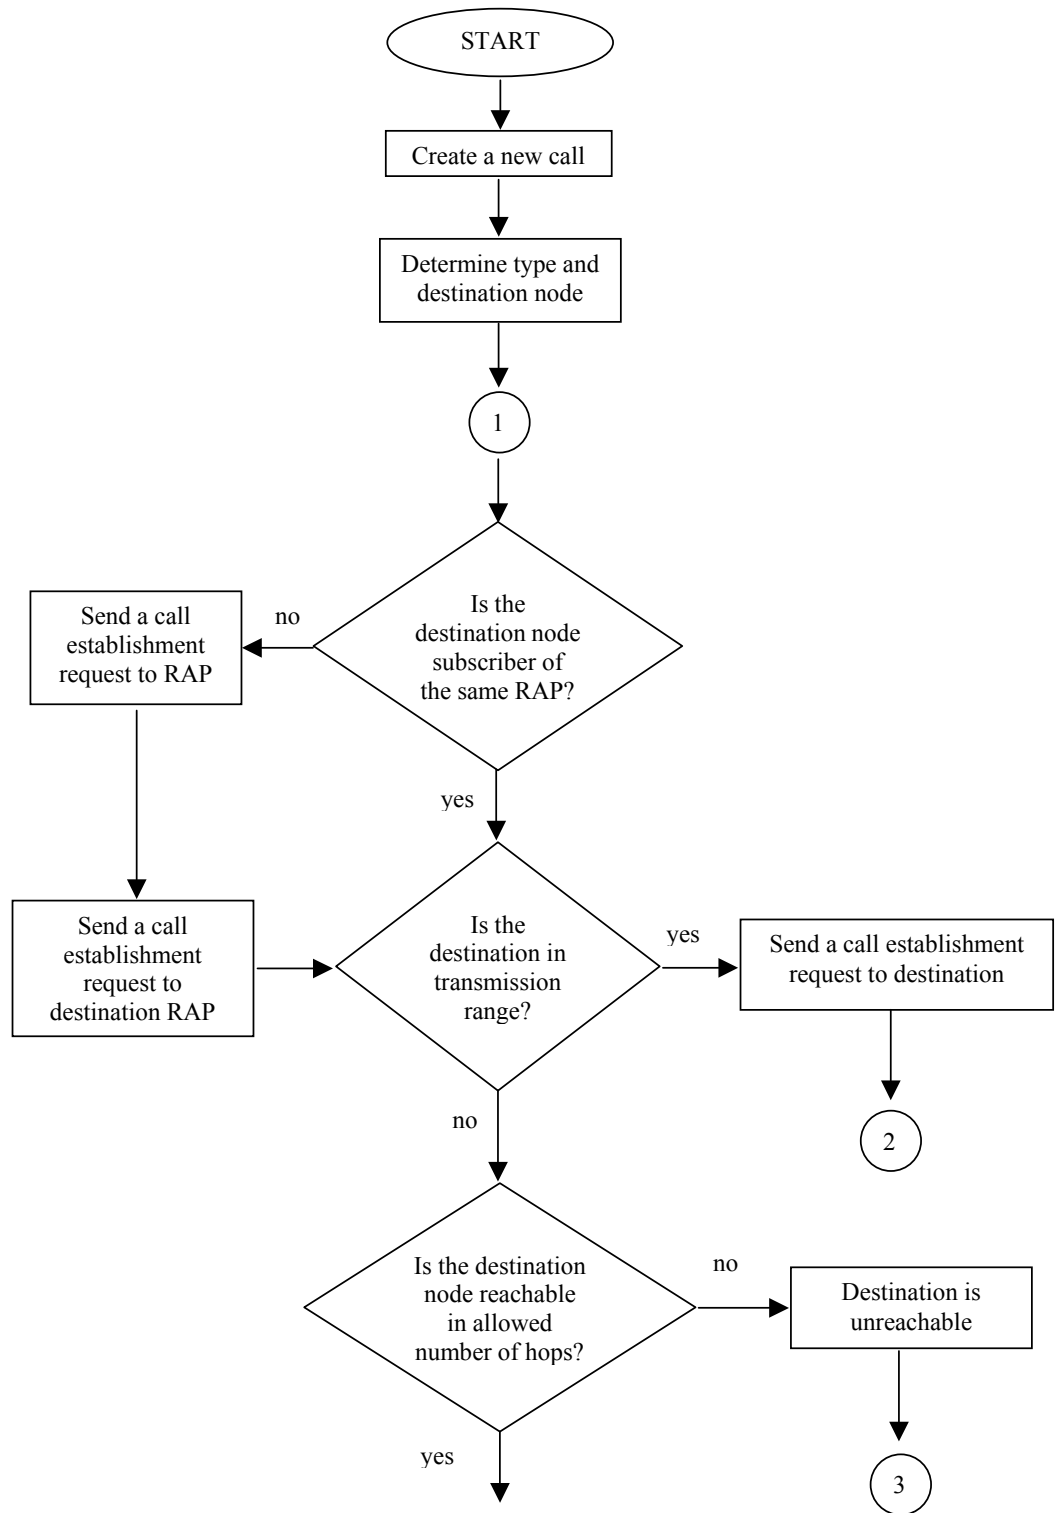 START
Create a new call
Determine type and
destination node
1
Is the
destination node
subscriber of
the same RAP?
no
Send a call
establishment
request to RAP
yes
Send a call
establishment
request to
destination RAP
Is the
destination in
transmission
range?
yes
Send a call establishment
request to destination
no
2
Is the destination
node reachable
in allowed
number of hops?
no
Destination is
unreachable
yes
3